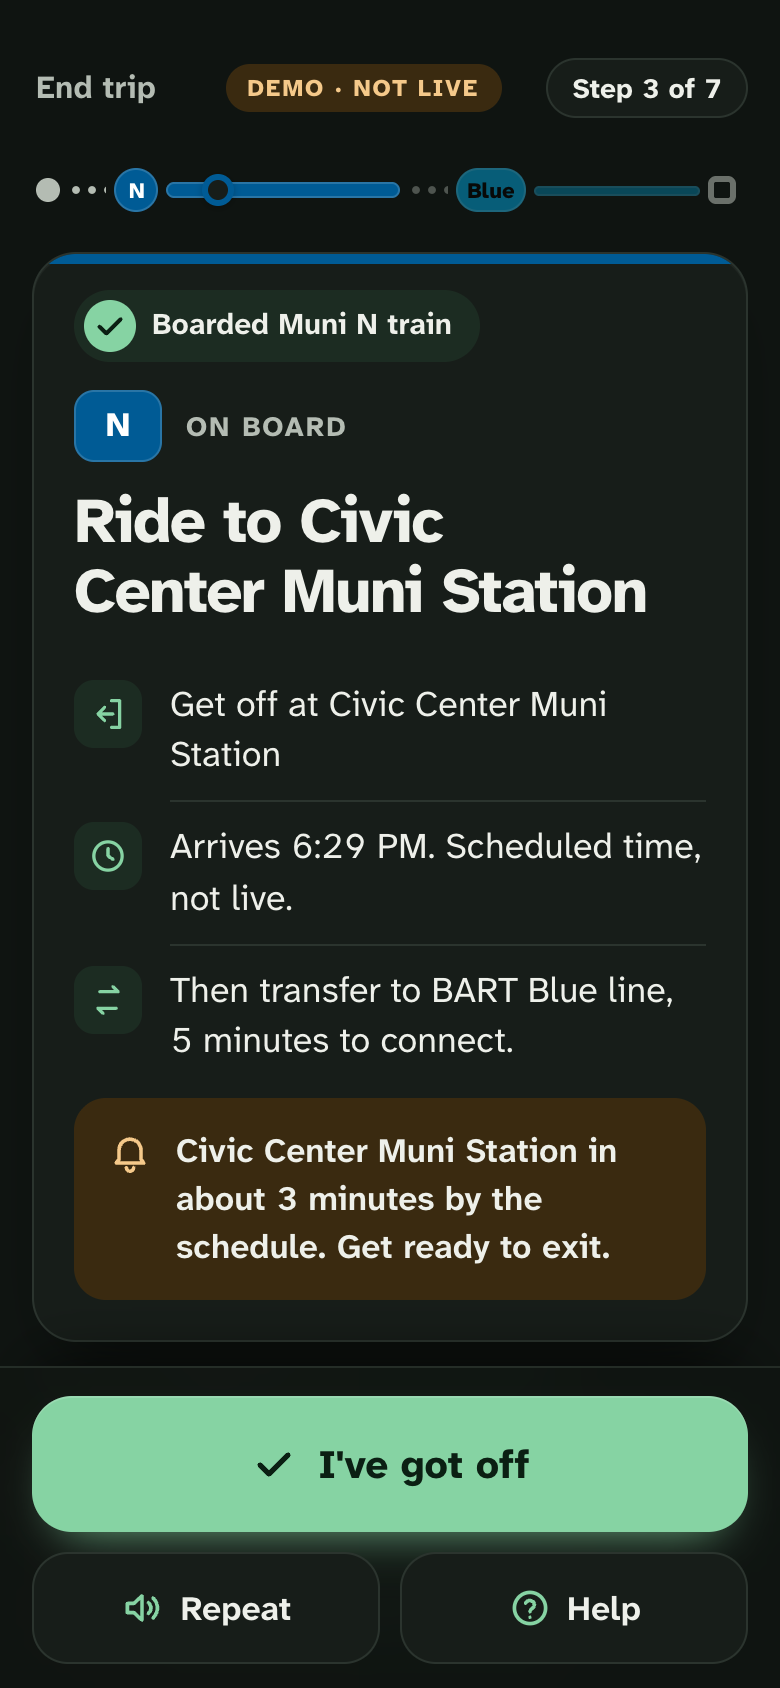 End trip
DEMO · NOT LIVE
Step 3 of 7
N
Blue
Boarded Muni N train
N
ON BOARD
Ride to Civic
Center Muni Station
Get off at Civic Center Muni
Station
Arrives 6:29 PM. Scheduled time,
not live.
Then transfer to BART Blue line,
5 minutes to connect.
Civic Center Muni Station in
about 3 minutes by the
schedule. Get ready to exit.
I've got off
Repeat
Help